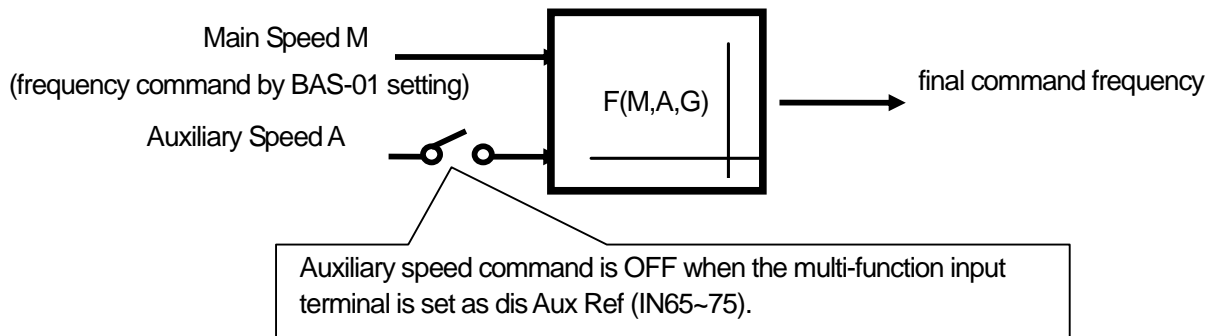 Main Speed M
(frequency command by BAS-01 setting)
Auxiliary Speed A
F(M,A,G)
final command frequency
Auxiliary speed command is OFF when the multi-function input
terminal is set as dis Aux Ref (IN65~75).